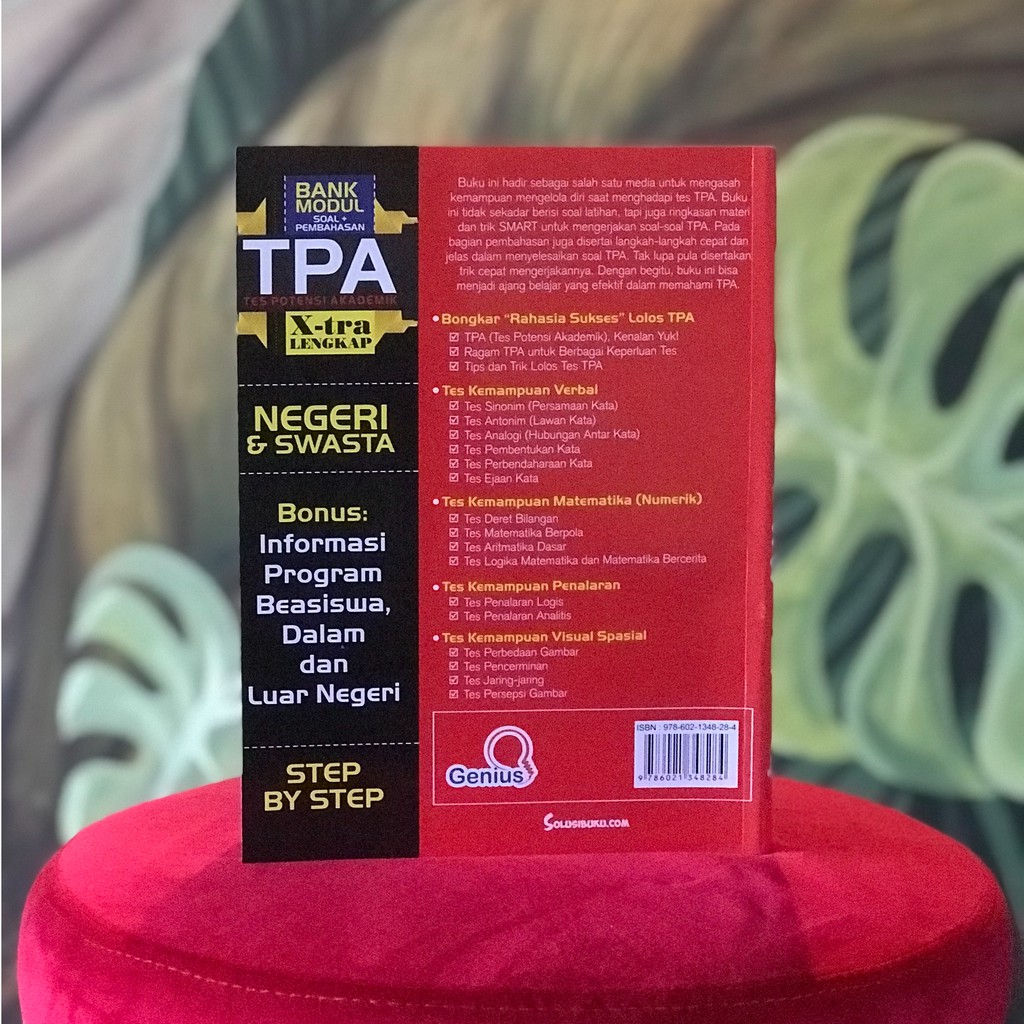 BANK
MODUL
SOAL +
PEMBAHASAN
TPA
TES POTENSI AKADEMIK
X-tra
LENGKAP
NEGERI
& SWASTA
Bonus:
Informasi
Program
Beasiswa,
Dalam
dan
Luar Negeri
STEP
BY STEP
Buku ini hadir sebagai salah satu media untuk mengasah
kemampuan mengelola diri saat menghadapi tes TPA. Buku
ini tidak sekadar berisi soal latihan, tapi juga ringkasan materi
dan trik SMART untuk mengerjakan soal-soal TPA. Pada
bagian pembahasan juga disertai langkah-langkah cepat dan
jelas dalam menyelesaikan soal TPA. Tak lupa pula disertakan
trik cepat mengerjakannya. Dengan begitu, buku ini bisa
menjadi ajang belajar yang efektif dalam memahami TPA.
• Bongkar "Rahasia Sukses" Lolos TPA
☑ TPA (Tes Potensi Akademik), Kenalan Yuk!
☑ Ragam TPA untuk Berbagai Keperluan Tes
☑ Tips dan Trik Lolos Tes TPA
• Tes Kemampuan Verbal
☑ Tes Sinonim (Persamaan Kata)
☑ Tes Antonim (Lawan Kata)
☑ Tes Analogi (Hubungan Antar Kata)
☑ Tes Pembentukan Kata
☑ Tes Perbendaharaan Kata
☑ Tes Ejaan Kata
• Tes Kemampuan Matematika (Numerik)
☑ Tes Deret Bilangan
☑ Tes Matematika Berpola
☑ Tes Aritmatika Dasar
☑ Tes Logika Matematika dan Matematika Bercerita
• Tes Kemampuan Penalaran
☑ Tes Penalaran Logis
☑ Tes Penalaran Analitis
• Tes Kemampuan Visual Spasial
☑ Tes Perbedaan Gambar
☑ Tes Pencerminan
☑ Tes Jaring-jaring
☑ Tes Persepsi Gambar
Genius
ISBN : 978-602-1348-28-4
9 786021 348284
SOLUSIBUKU.COM